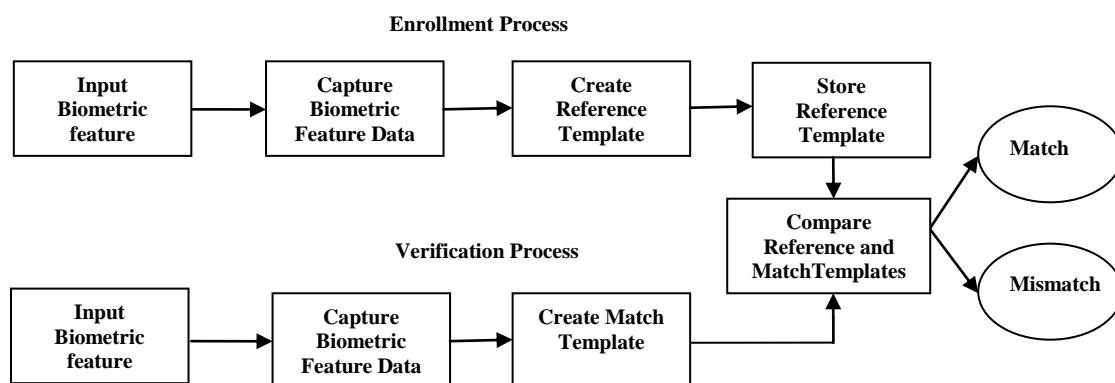 Enrollment Process
Input
Biometric
feature
Capture
Biometric
Feature Data
Create
Reference
Template
Store
Reference
Template
Match
Compare
Reference and
MatchTemplates
Mismatch
Verification Process
Input
Biometric
feature
Capture
Biometric
Feature Data
Create Match
Template